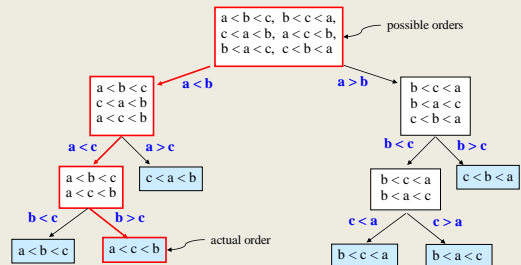 a < b < c, b < c < a,
c < a < b, a < c < b,
b < a < c, c < b < a
possible orders
a < b
a > b
a < b < c
c < a < b
a < c < b
b < c < a
b < a < c
c < b < a
a < c
a > c
b < c
b > c
a < b < c
a < c < b
c < a < b
b < c < a
b < a < c
c < b < a
b < c
b > c
c < a
c > a
a < b < c
a < c < b
actual order
b < c < a
b < a < c